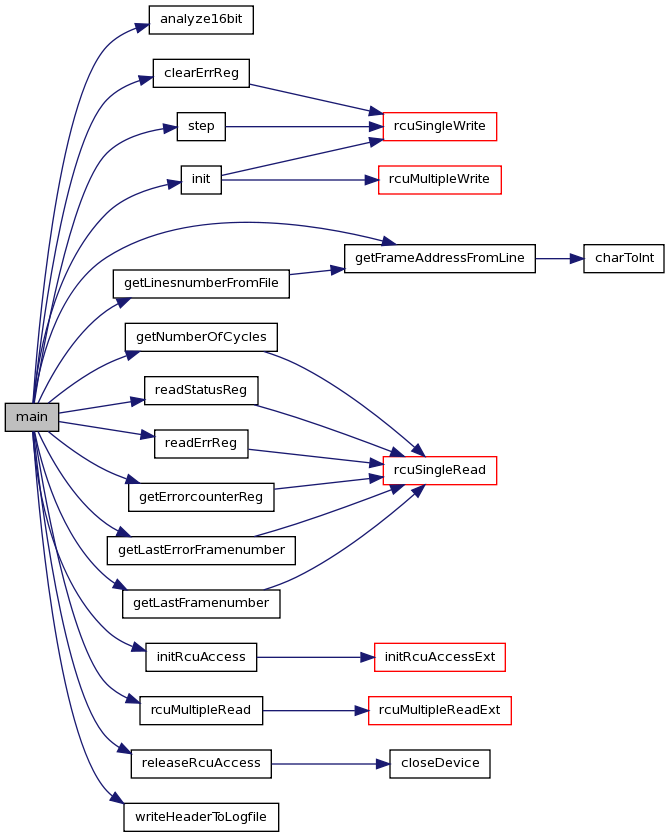 analyze16bit
clearErrReg
step
rcuSingleWrite
init
rcuMultipleWrite
getFrameAddressFromLine
charToInt
getLinesnumberFromFile
getNumberOfCycles
readStatusReg
main
readErrReg
rcuSingleRead
getErrorcounterReg
getLastErrorFramenumber
getLastFramenumber
initRcuAccess
initRcuAccessExt
rcuMultipleRead
rcuMultipleReadExt
releaseRcuAccess
closeDevice
writeHeaderToLogfile